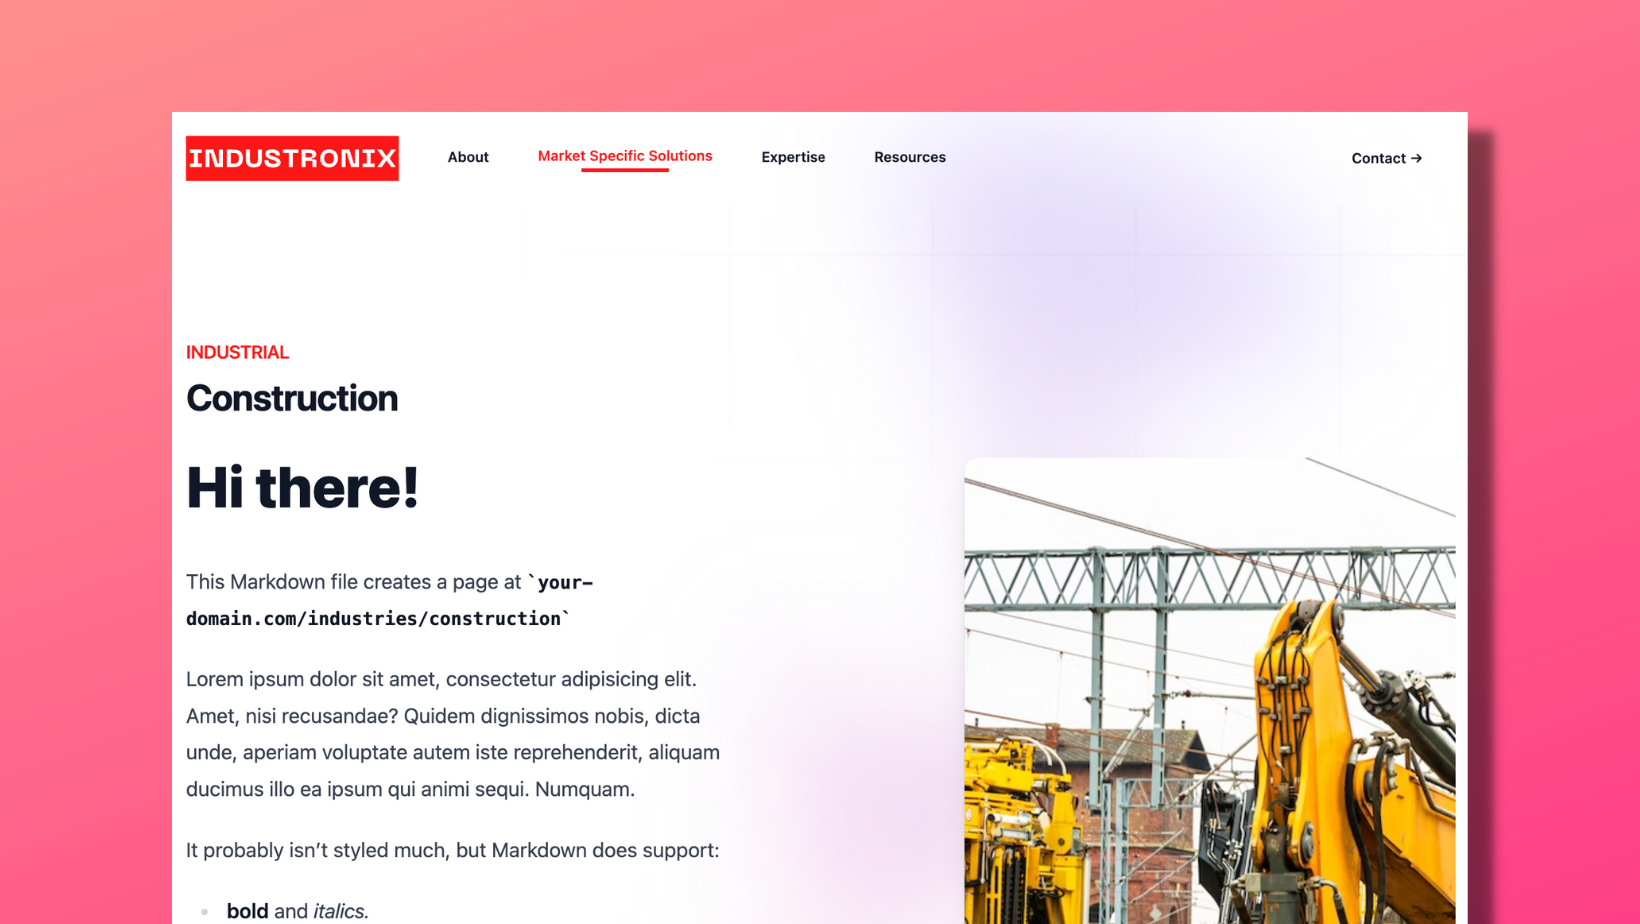 INDUSTRONIX
About
Market Specific Solutions
Expertise
Resources
Contact →
INDUSTRIAL
Construction
Hi there!
This Markdown file creates a page at `your-
domain.com/industries/construction`
Lorem ipsum dolor sit amet, consectetur adipisicing elit.
Amet, nisi recusandae? Quidem dignissimos nobis, dicta
unde, aperiam voluptate autem iste reprehenderit, aliquam
ducimus illo ea ipsum qui animi sequi. Numquam.
It probably isn’t styled much, but Markdown does support:
• bold and italics.